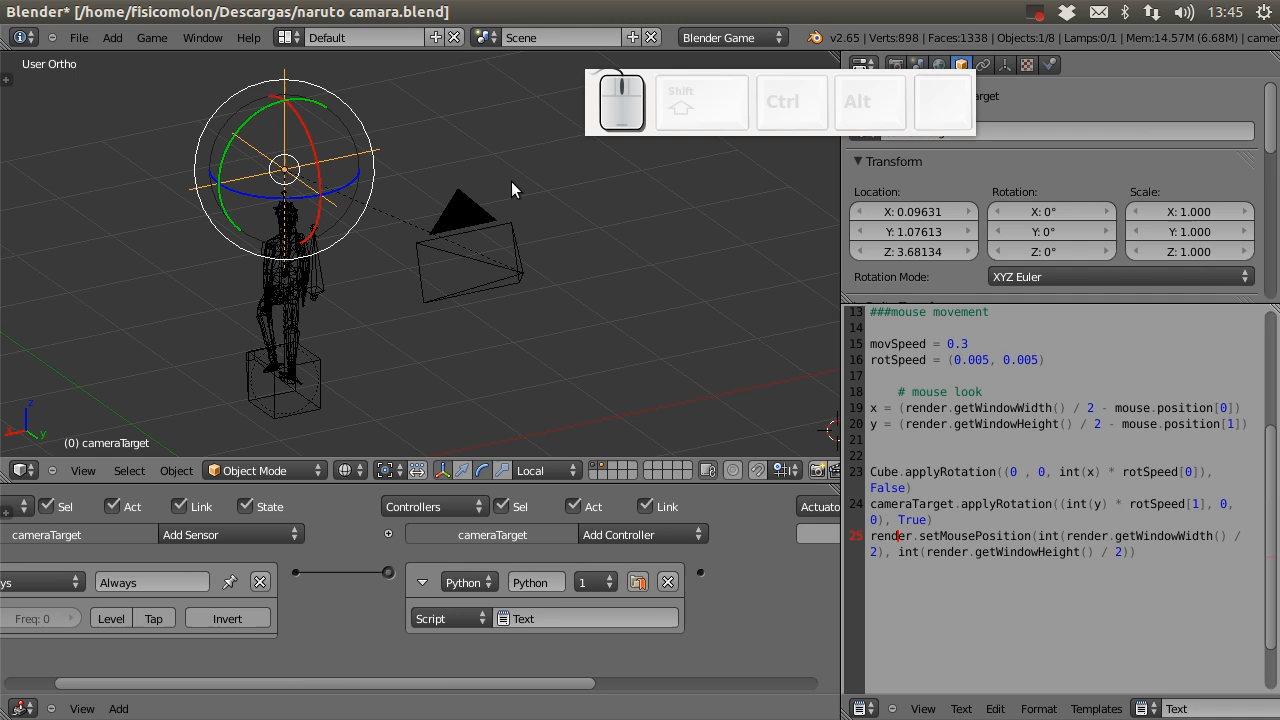 Blender* [/home/fisicomolon/Descargas/naruto camara.blend]
13:45
File Add Game Window Help Default Scene Blender Game v2.65 | Verts:898 | Faces:1338 | Objects:1/8 | Lamps:0/1 | Mem:14.57M (6.68M) | camer
User Ortho
Shift
Ctrl
Alt
arget
Transform
Location: Rotation: Scale:
X: 0.09631 X: 0° X: 1.000
Y: 1.07613 Y: 0° Y: 1.000
Z: 3.68134 Z: 0° Z: 1.000
Rotation Mode: XYZ Euler
13 ###mouse movement
14
15 movSpeed = 0.3
16 rotSpeed = (0.005, 0.005)
17
18 # mouse look
19 x = (render.getWindowWidth() / 2 - mouse.position[0])
20 y = (render.getWindowHeight() / 2 - mouse.position[1])
21
22
23 Cube.applyRotation((0 , 0, int(x) * rotSpeed[0]),
False)
24 cameraTarget.applyRotation((int(y) * rotSpeed[1], 0,
0), True)
25 render.setMousePosition(int(render.getWindowWidth() /
2), int(render.getWindowHeight() / 2))
z
x
y
(0) cameraTarget
View Select Object Object Mode Local
Sel Act Link State Controllers Sel Act Link Actuato
cameraTarget Add Sensor cameraTarget Add Controller
ys Always Python Python 1
Freq: 0 Level Tap Invert Script Text
View Add
View Text Edit Format Templates Text